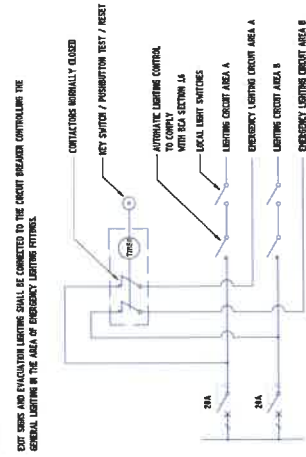 EXIT SIGNS AND EVACUATION LIGHTING SHALL BE CONNECTED TO THE CIRCUIT BREAKER CONTROLLING THE
GENERAL LIGHTING IN THE AREA OF EMERGENCY LIGHTING FITTINGS.
CONTACTORS NORMALLY CLOSED
KEY SWITCH / PUSHBUTTON TEST / RESET
TIMER
AUTOMATIC LIGHTING CONTROL
TO COMPLY
WITH BCA SECTION J.6
LOCAL LIGHT SWITCHES
LIGHTING CIRCUIT AREA A
EMERGENCY LIGHTING CIRCUIT AREA A
LIGHTING CIRCUIT AREA B
EMERGENCY LIGHTING CIRCUIT AREA B
20A
20A